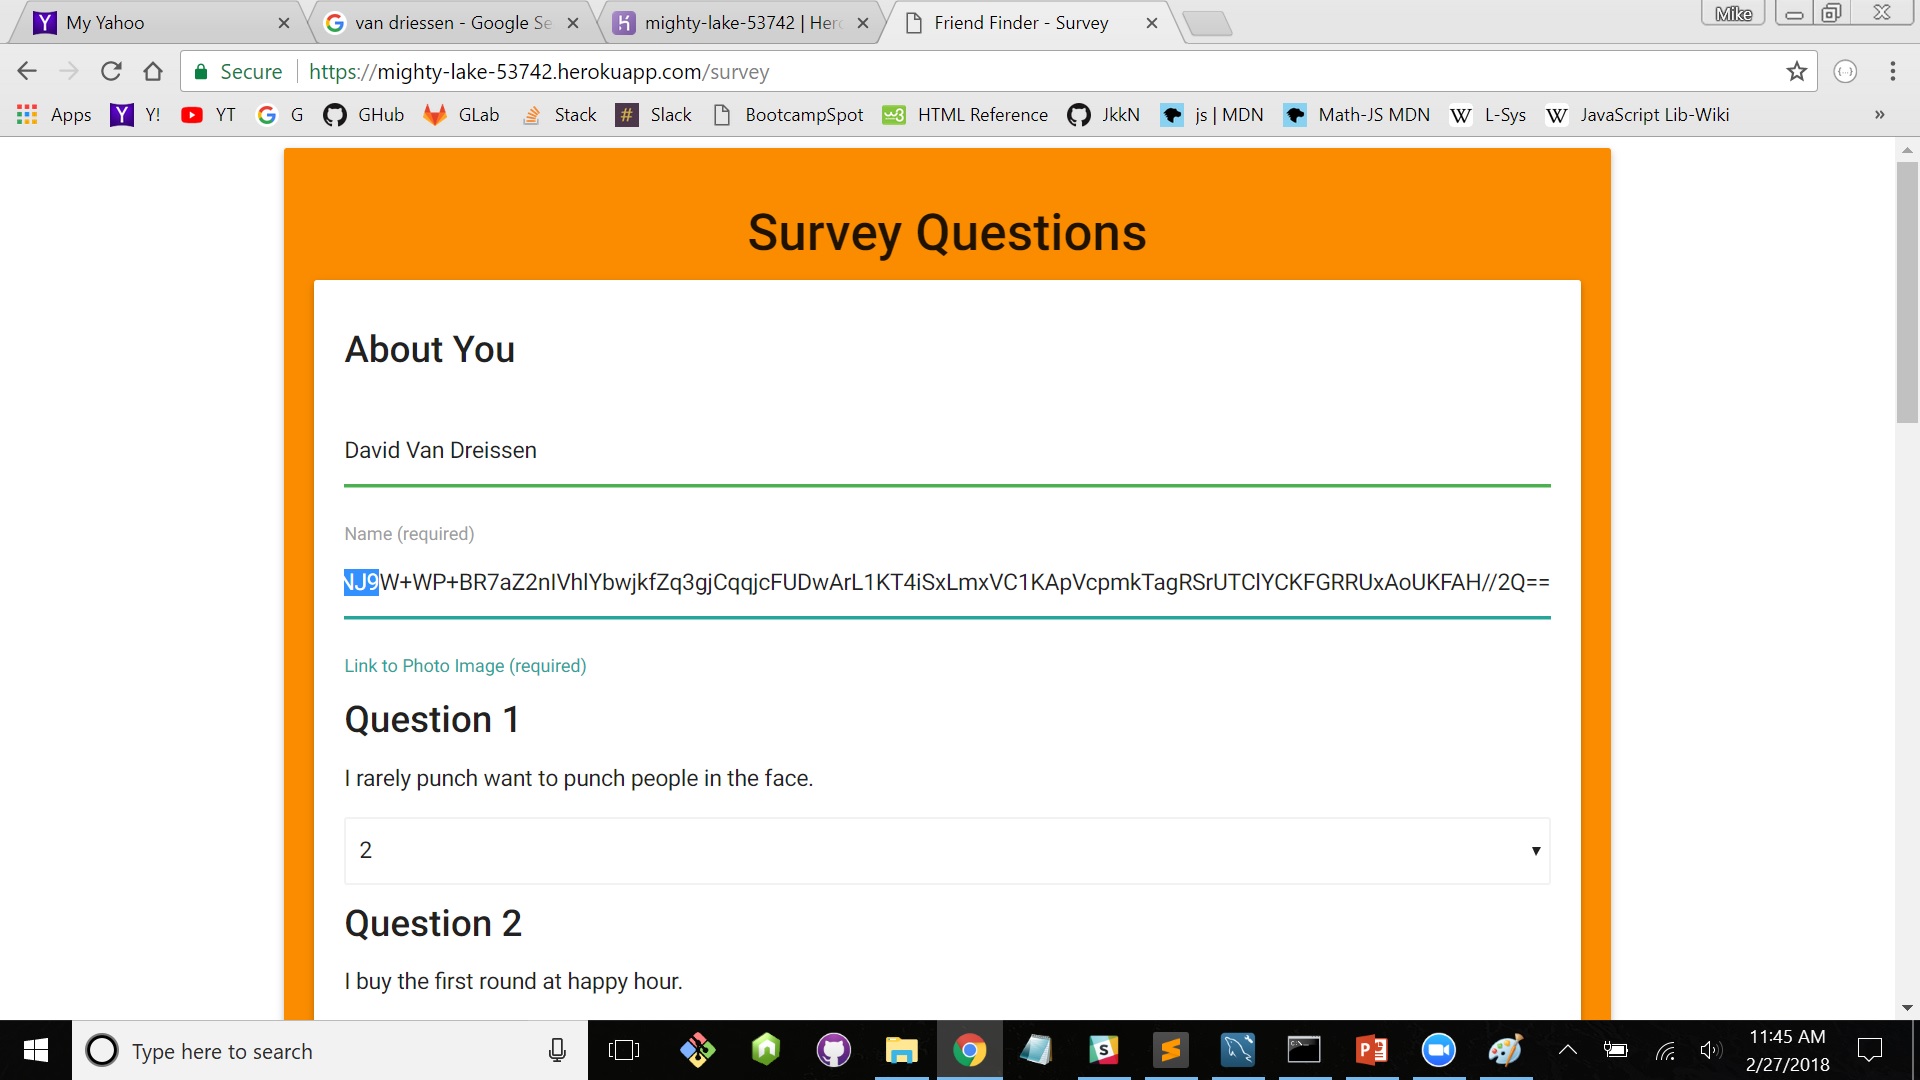 My Yahoo
van driessen - Google Se
mighty-lake-53742 | Her
Friend Finder - Survey
Mike
Secure
https://mighty-lake-53742.herokuapp.com/survey
Apps
Y!
YT
G
GHub
GLab
Stack
Slack
BootcampSpot
HTML Reference
JkkN
js | MDN
Math-JS MDN
L-Sys
JavaScript Lib-Wiki
»
Survey Questions
About You
David Van Dreissen
Name (required)
NJ9W+WP+BR7aZ2nIVhlYbwjkfZq3gjCqqjcFUDwArL1KT4iSxLmxVC1KApVcpmkTagRSrUTClYCKFGRRUxAoUKFAH//2Q==
Link to Photo Image (required)
Question 1
I rarely punch want to punch people in the face.
2
Question 2
I buy the first round at happy hour.
Type here to search
11:45 AM
2/27/2018